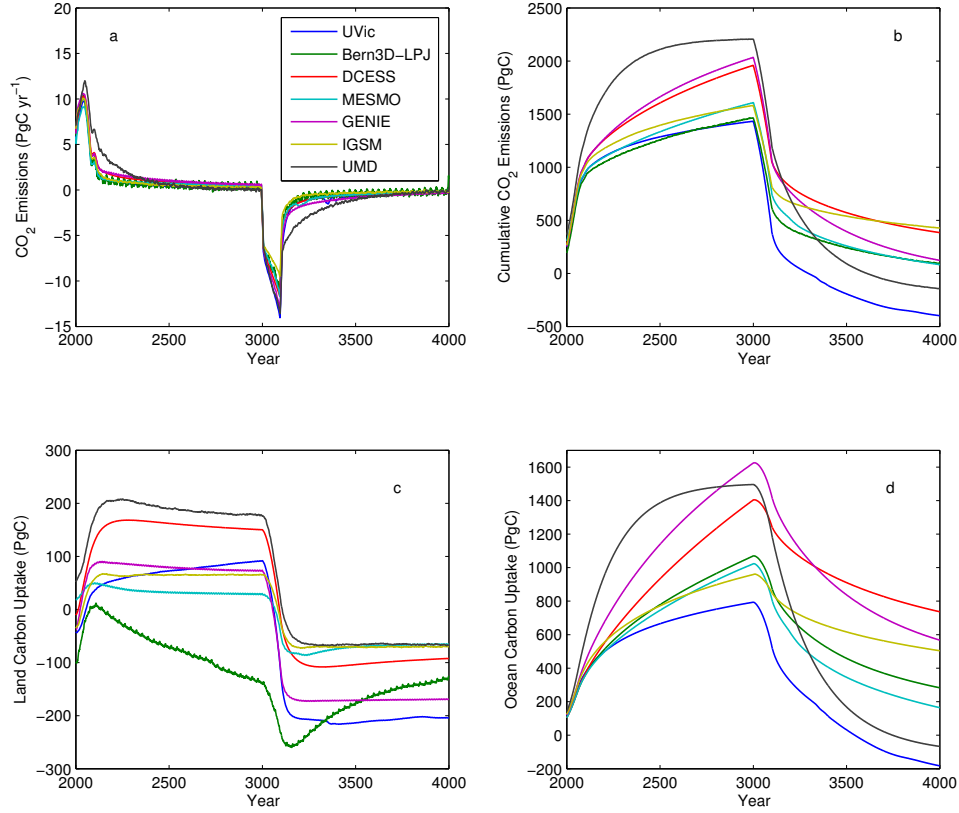 20
15
10
5
0
−5
−10
−15
2000
2500
3000
3500
4000
Year
CO2 Emissions (PgC yr−1)
a
UVic
Bern3D−LPJ
DCESS
MESMO
GENIE
IGSM
UMD
2500
2000
1500
1000
500
0
−500
2000
2500
3000
3500
4000
Year
Cumulative CO2 Emissions (PgC)
b
300
200
100
0
−100
−200
−300
2000
2500
3000
3500
4000
Year
Land Carbon Uptake (PgC)
c
1600
1400
1200
1000
800
600
400
200
0
−200
2000
2500
3000
3500
4000
Year
Ocean Carbon Uptake (PgC)
d